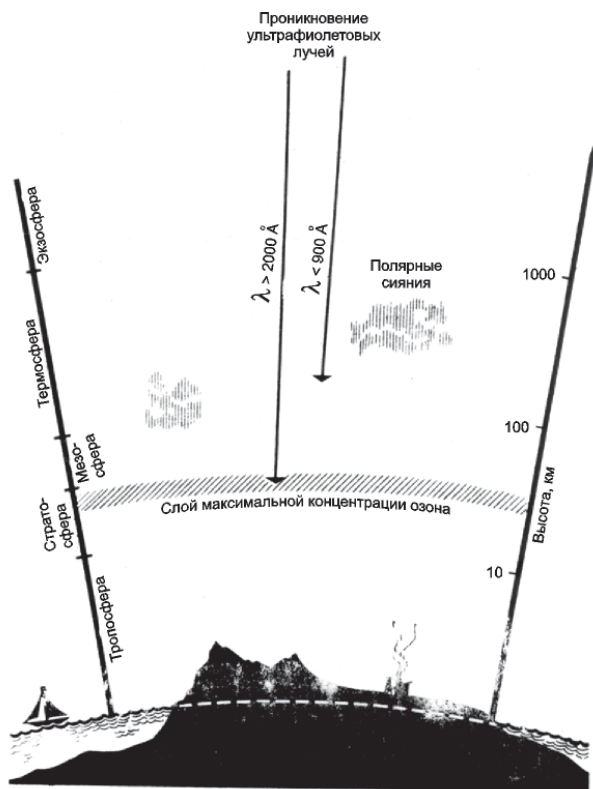 Проникновение
ультрафиолетовых
лучей
λ > 2000 Å
λ < 900 Å
Полярные
сияния
Экзосфера
Термосфера
Мезо-
сфера
Страто-
сфера
Тропосфера
1000
100
10
Высота, км
Слой максимальной концентрации озона